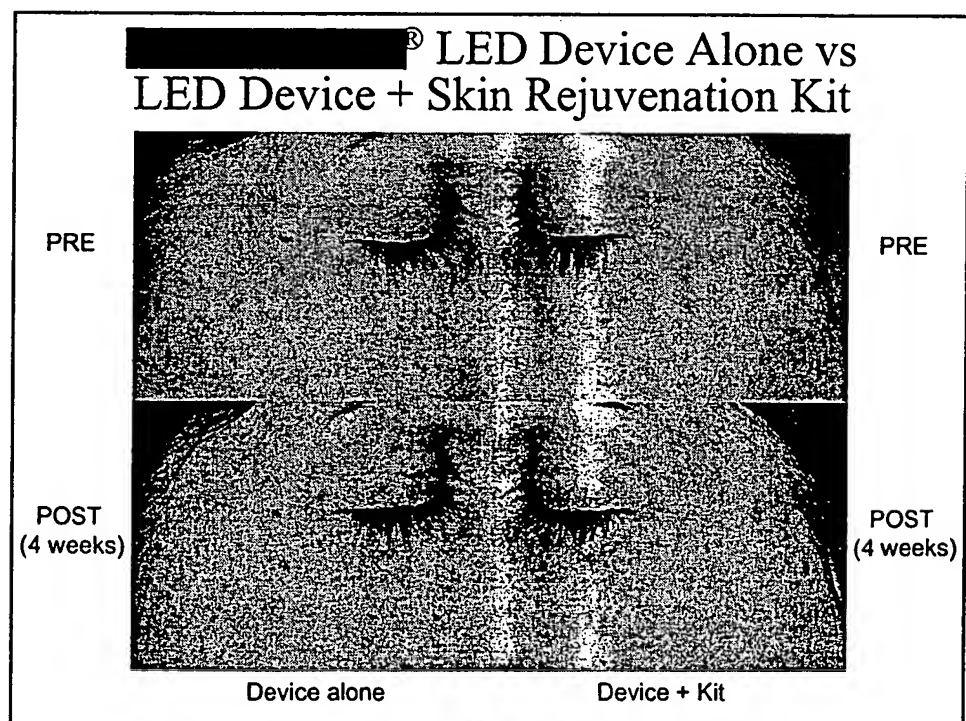 ® LED Device Alone vs
LED Device + Skin Rejuvenation Kit
PRE
PRE
POST
(4 weeks)
POST
(4 weeks)
Device alone
Device + Kit